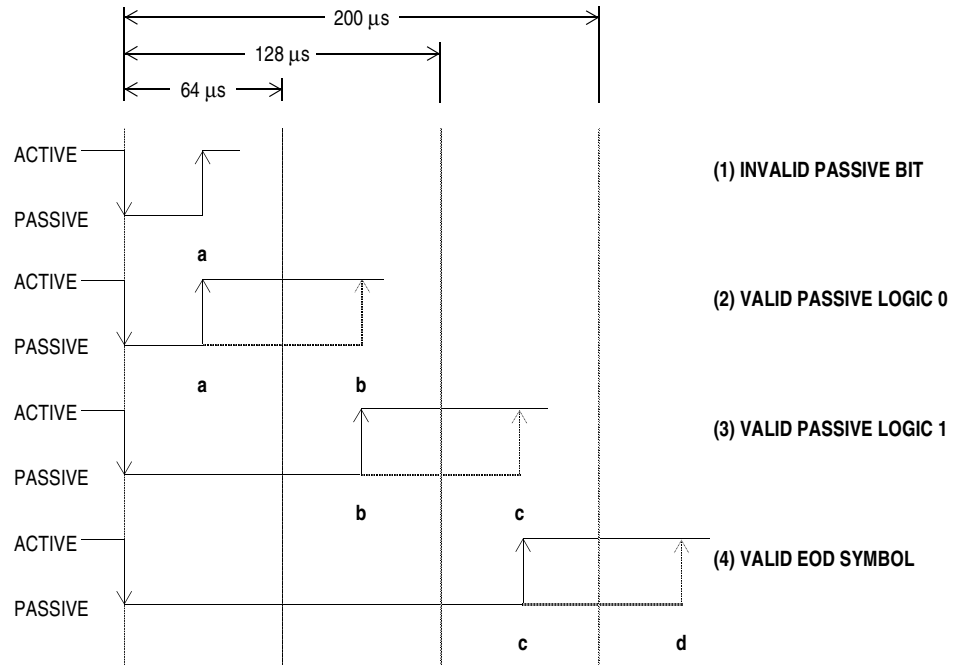 200 μs
128 μs
64 μs
ACTIVE
(1) INVALID PASSIVE BIT
PASSIVE
a
ACTIVE
(2) VALID PASSIVE LOGIC 0
PASSIVE
a b
ACTIVE
(3) VALID PASSIVE LOGIC 1
PASSIVE
b c
ACTIVE
(4) VALID EOD SYMBOL
PASSIVE
c d